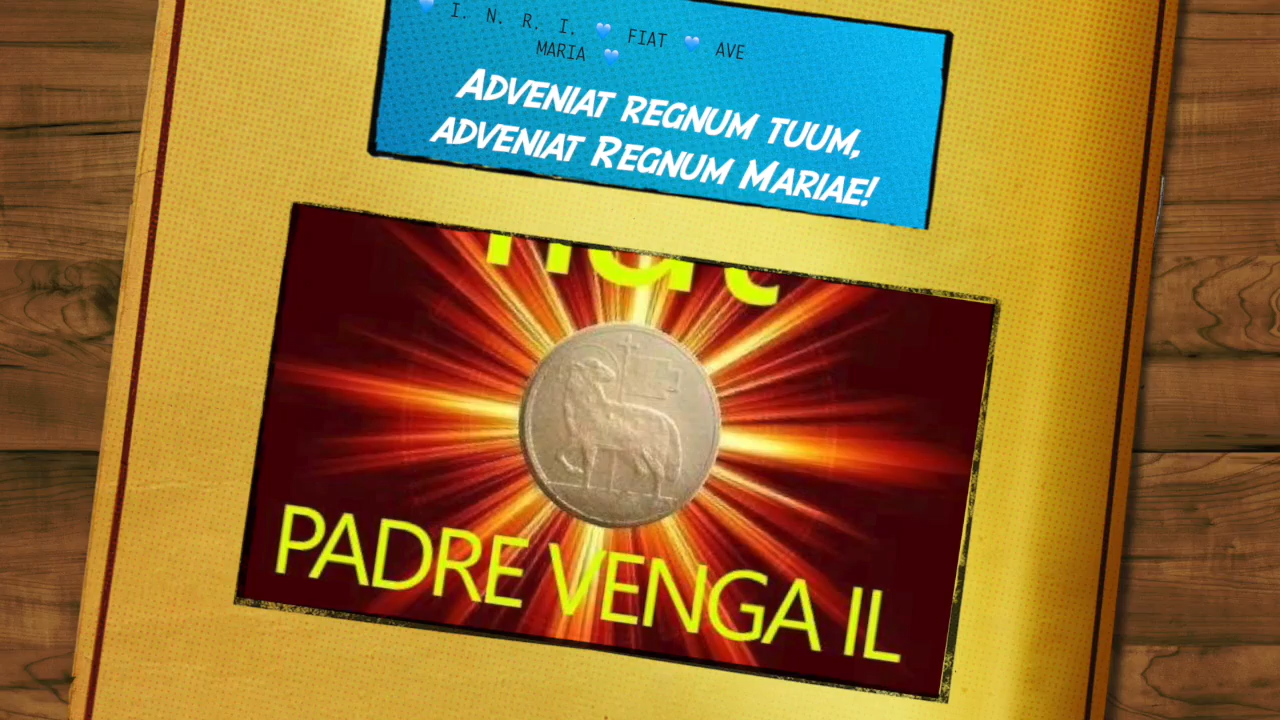 💙 I. N. R. I. 💙 FIAT 💙 AVE
MARIA 💙
ADVENIAT REGNUM TUUM,
ADVENIAT REGNUM MARIAE!
PADRE VENGA IL